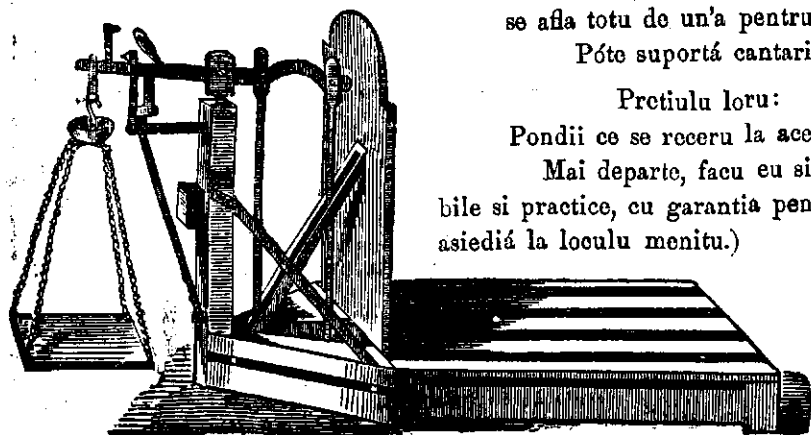 se afla totu de un'a pentru
Póte suportá cantari
Pretiulu loru:
Pondii ce se receru la ace
Mai departe, facu eu si
bile si practice, cu garantia pen
asiediá la loculu menitu.)